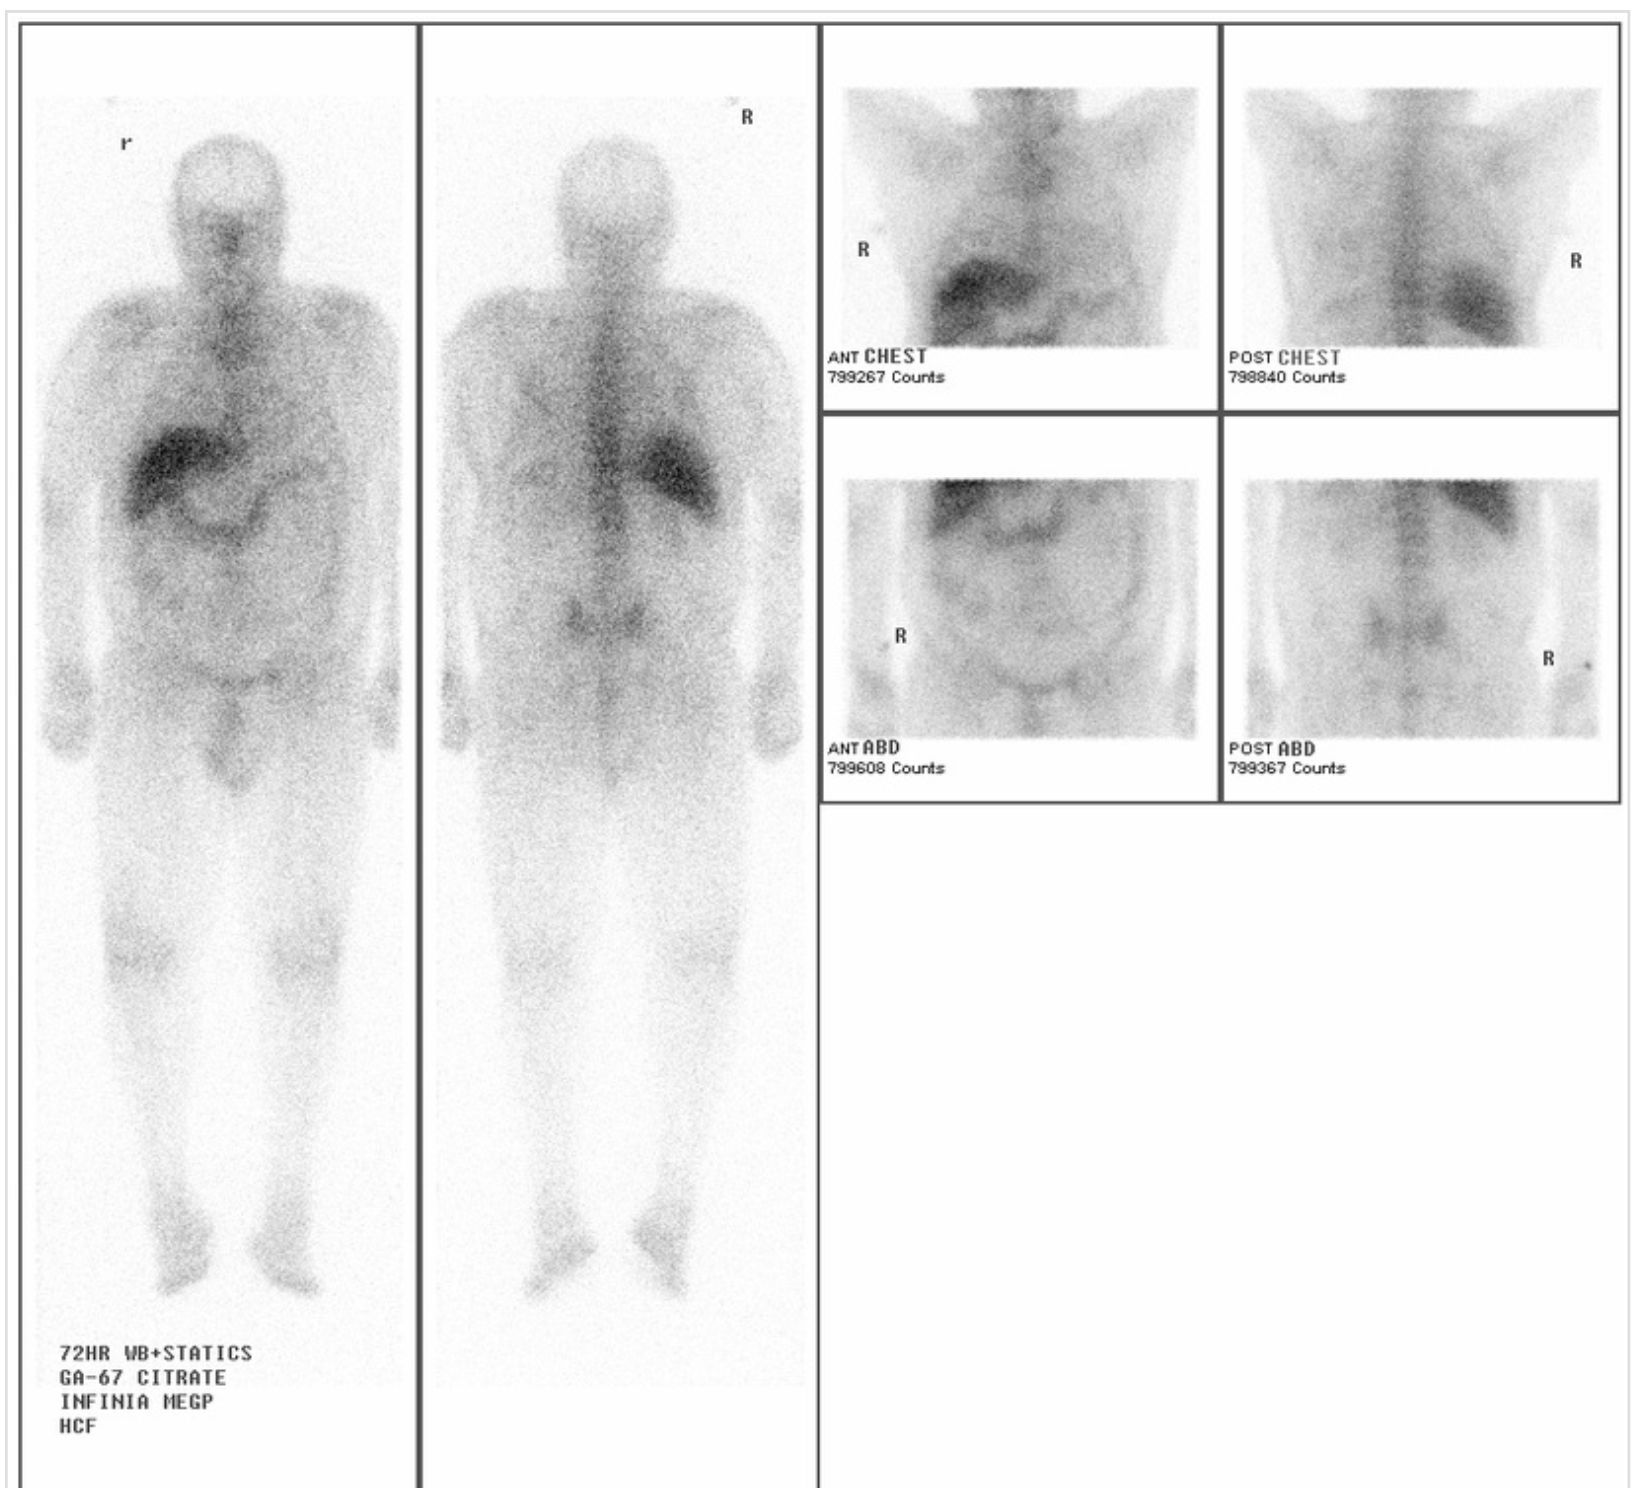 r
R
72HR WB+STATICS
GA-67 CITRATE
INFINIA MEGP
HCF
R
ANT CHEST
799267 Counts
R
POST CHEST
798840 Counts
R
ANT ABD
799608 Counts
R
POST ABD
799367 Counts